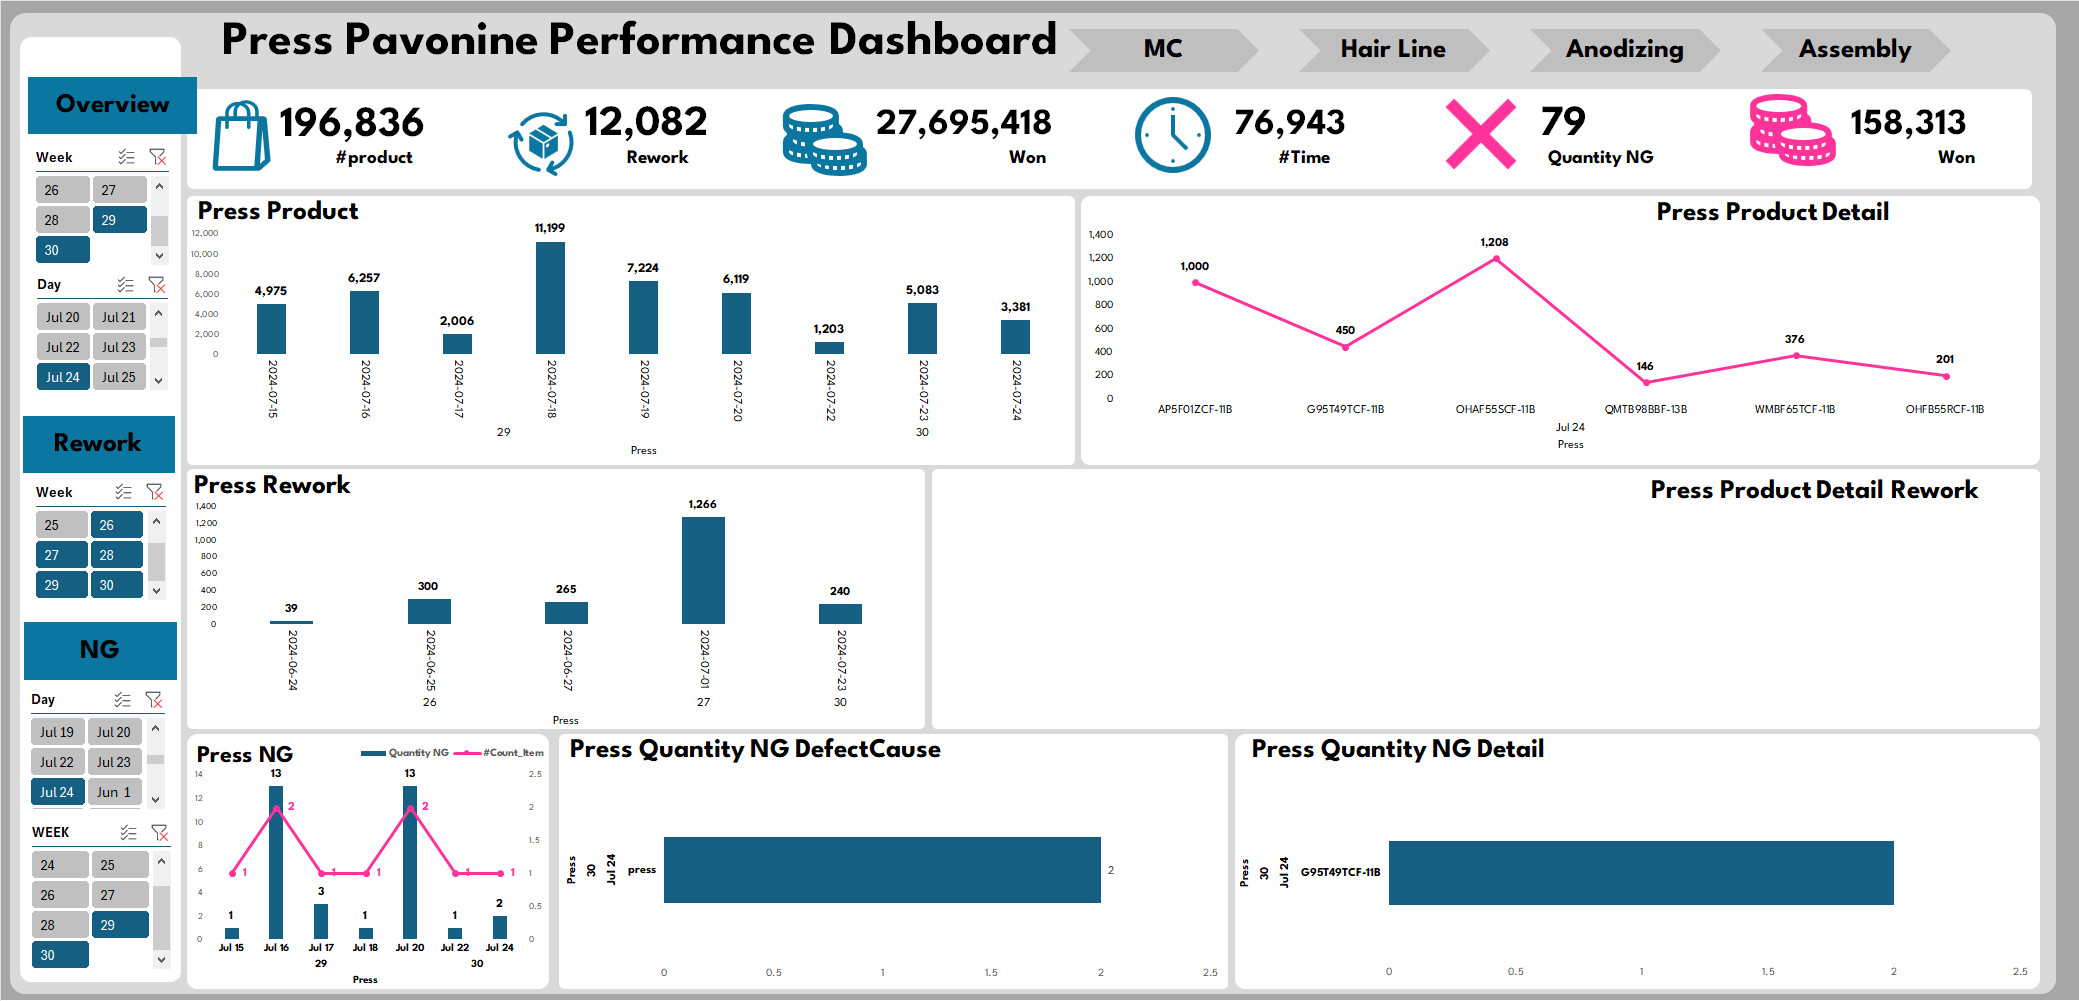 Press Pavonine Performance Dashboard
MC
Hair Line
Anodizing
Assembly
Overview
196,836
#product
12,082
Rework
27,695,418
Won
76,943
#Time
79
Quantity NG
158,313
Won
Week
26 27
28 29
30
Day
Jul 20 Jul 21
Jul 22 Jul 23
Jul 24 Jul 25
Rework
Week
25 26
27 28
29 30
NG
Day
Jul 19 Jul 20
Jul 22 Jul 23
Jul 24 Jun 1
WEEK
24 25
26 27
28 29
30
Press Product
12,000
10,000
8,000
6,000
4,000
2,000
0
4,975
6,257
2,006
11,199
7,224
6,119
1,203
5,083
3,381
2024-07-15
2024-07-16
2024-07-17
2024-07-18
2024-07-19
2024-07-20
2024-07-22
2024-07-23
2024-07-24
29
30
Press
Press Product Detail
1,400
1,200
1,000
800
600
400
200
0
1,000
450
1,208
146
376
201
AP5F01ZCF-11B
G95T49TCF-11B
OHAF55SCF-11B
QMTB98BBF-13B
WMBF65TCF-11B
OHFB55RCF-11B
Jul 24
Press
Press Rework
1,400
1,200
1,000
800
600
400
200
0
39
300
265
1,266
240
2024-06-24
2024-06-25
2024-06-27
2024-07-01
2024-07-23
26
27
30
Press
Press Product Detail Rework
Press NG
Quantity NG
#Count_Item
14
12
10
8
6
4
2
0
2.5
2
1.5
1
0.5
0
1
13
3
1
13
1
2
1
2
1
1
2
1
1
Jul 15
Jul 16
Jul 17
Jul 18
Jul 20
Jul 22
Jul 24
29
30
Press
Press Quantity NG DefectCause
Press
30
Jul 24
press
2
0
0.5
1
1.5
2
2.5
Press Quantity NG Detail
Press
30
Jul 24
G95T49TCF-11B
0
0.5
1
1.5
2
2.5